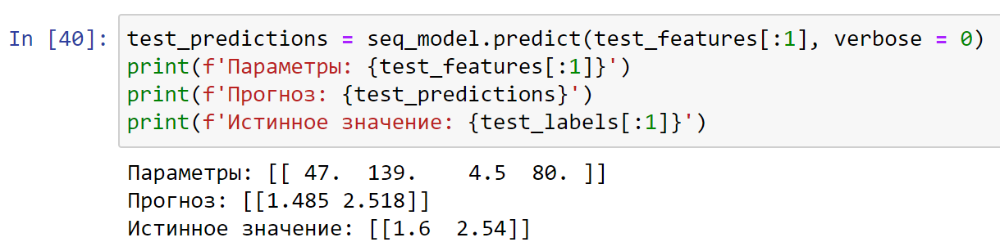 In [40]: test_predictions = seq_model.predict(test_features[:1], verbose = 0)
print(f'Параметры: {test_features[:1]}')
print(f'Прогноз: {test_predictions}')
print(f'Истинное значение: {test_labels[:1]}')
Параметры: [[ 47.  139.    4.5  80. ]]
Прогноз: [[1.485 2.518]]
Истинное значение: [[1.6  2.54]]